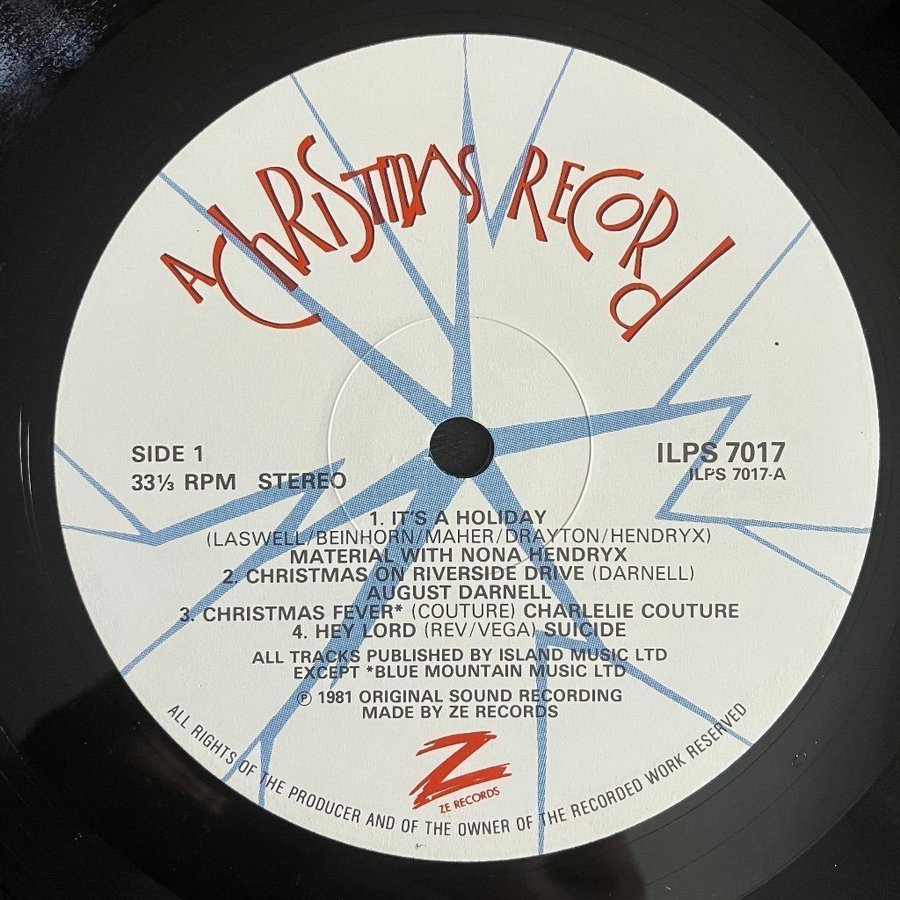 A CHRISTMAS RECORD
SIDE 1
33⅓ RPM STEREO
ILPS 7017
ILPS 7017-A
1. IT'S A HOLIDAY
(LASWELL/BEINHORN/MAHER/DRAYTON/HENDRYX)
MATERIAL WITH NONA HENDRYX
2. CHRISTMAS ON RIVERSIDE DRIVE (DARNELL)
AUGUST DARNELL
3. CHRISTMAS FEVER* (COUTURE) CHARLELIE COUTURE
4. HEY LORD (REV/VEGA) SUICIDE
ALL TRACKS PUBLISHED BY ISLAND MUSIC LTD
EXCEPT *BLUE MOUNTAIN MUSIC LTD
℗ 1981 ORIGINAL SOUND RECORDING
MADE BY ZE RECORDS
Z
ZE RECORDS
ALL RIGHTS OF THE PRODUCER AND OF THE OWNER OF THE RECORDED WORK RESERVED